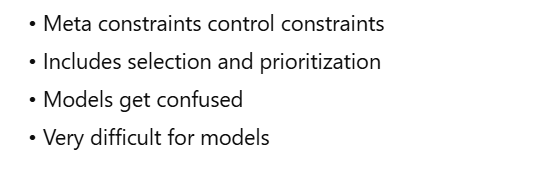 • Meta constraints control constraints
• Includes selection and prioritization
• Models get confused
• Very difficult for models